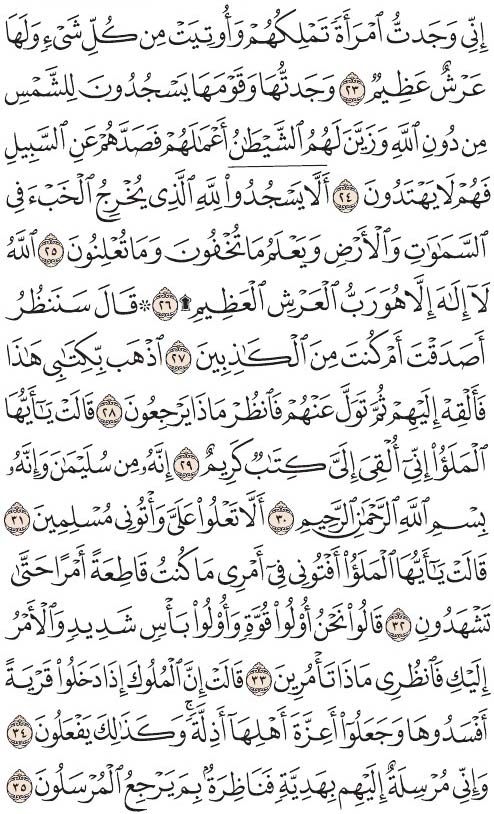 إِنِّي وَجَدتُّ ٱمْرَأَةً تَمْلِكُهُمْ وَأُوتِيَتْ مِن كُلِّ شَيْءٍ وَلَهَا
عَرْشٌ عَظِيمٌ ٢٣ وَجَدتُّهَا وَقَوْمَهَا يَسْجُدُونَ لِلشَّمْسِ
مِن دُونِ ٱللَّهِ وَزَيَّنَ لَهُمُ ٱلشَّيْطَٰنُ أَعْمَٰلَهُمْ فَصَدَّهُمْ عَنِ ٱلسَّبِيلِ
فَهُمْ لَا يَهْتَدُونَ ٢٤ أَلَّا يَسْجُدُوا۟ لِلَّهِ ٱلَّذِي يُخْرِجُ ٱلْخَبْءَ فِي
ٱلسَّمَٰوَٰتِ وَٱلْأَرْضِ وَيَعْلَمُ مَا تُخْفُونَ وَمَا تُعْلِنُونَ ٢٥ ٱللَّهُ
لَآ إِلَٰهَ إِلَّا هُوَ رَبُّ ٱلْعَرْشِ ٱلْعَظِيمِ ۩ ٢٦ * قَالَ سَنَنظُرُ
أَصَدَقْتَ أَمْ كُنتَ مِنَ ٱلْكَٰذِبِينَ ٢٧ ٱذْهَب بِّكِتَٰبِي هَٰذَا
فَأَلْقِهْ إِلَيْهِمْ ثُمَّ تَوَلَّ عَنْهُمْ فَٱنظُرْ مَاذَا يَرْجِعُونَ ٢٨ قَالَتْ يَٰٓأَيُّهَا
ٱلْمَلَؤُا۟ إِنِّيٓ أُلْقِيَ إِلَيَّ كِتَٰبٌ كَرِيمٌ ٢٩ إِنَّهُۥ مِن سُلَيْمَٰنَ وَإِنَّهُۥ
بِسْمِ ٱللَّهِ ٱلرَّحْمَٰنِ ٱلرَّحِيمِ ٣٠ أَلَّا تَعْلُوا۟ عَلَيَّ وَأْتُونِي مُسْلِمِينَ ٣١
قَالَتْ يَٰٓأَيُّهَا ٱلْمَلَؤُا۟ أَفْتُونِي فِيٓ أَمْرِي مَا كُنتُ قَاطِعَةً أَمْرًا حَتَّىٰ
تَشْهَدُونِ ٣٢ قَالُوا۟ نَحْنُ أُو۟لُوا۟ قُوَّةٍ وَأُو۟لُوا۟ بَأْسٍ شَدِيدٍ وَٱلْأَمْرُ
إِلَيْكِ فَٱنظُرِي مَاذَا تَأْمُرِينَ ٣٣ قَالَتْ إِنَّ ٱلْمُلُوكَ إِذَا دَخَلُوا۟ قَرْيَةً
أَفْسَدُوهَا وَجَعَلُوٓا۟ أَعِزَّةَ أَهْلِهَآ أَذِلَّةً ۚ وَكَذَٰلِكَ يَفْعَلُونَ ٣٤
وَإِنِّي مُرْسِلَةٌ إِلَيْهِم بِهَدِيَّةٍ فَنَاظِرَةٌۢ بِمَ يَرْجِعُ ٱلْمُرْسَلُونَ ٣٥